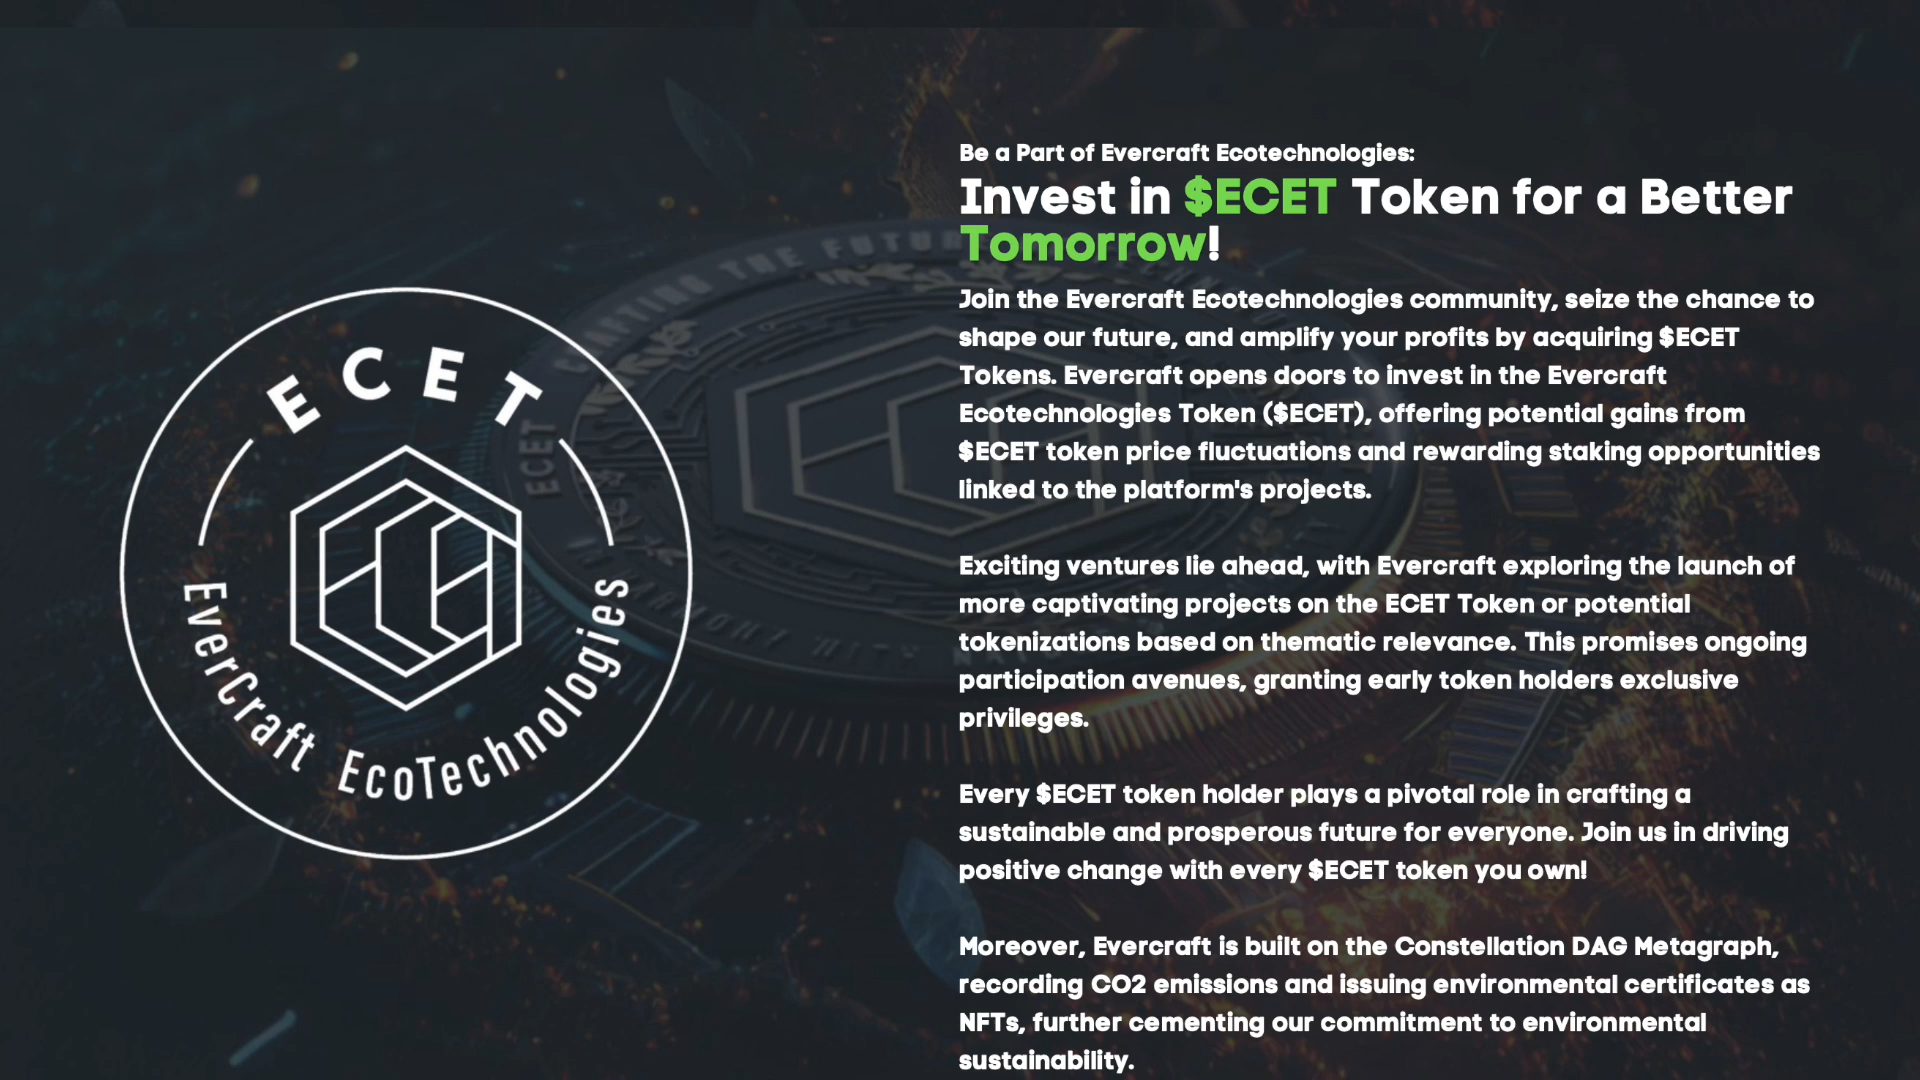 ECET
EverCraft EcoTechnologies
Be a Part of Evercraft Ecotechnologies:
Invest in $ECET Token for a Better
Tomorrow!
Join the Evercraft Ecotechnologies community, seize the chance to
shape our future, and amplify your profits by acquiring $ECET
Tokens. Evercraft opens doors to invest in the Evercraft
Ecotechnologies Token ($ECET), offering potential gains from
$ECET token price fluctuations and rewarding staking opportunities
linked to the platform's projects.
Exciting ventures lie ahead, with Evercraft exploring the launch of
more captivating projects on the ECET Token or potential
tokenizations based on thematic relevance. This promises ongoing
participation avenues, granting early token holders exclusive
privileges.
Every $ECET token holder plays a pivotal role in crafting a
sustainable and prosperous future for everyone. Join us in driving
positive change with every $ECET token you own!
Moreover, Evercraft is built on the Constellation DAG Metagraph,
recording CO2 emissions and issuing environmental certificates as
NFTs, further cementing our commitment to environmental
sustainability.
CRAFTING THE FUTURE
ECET